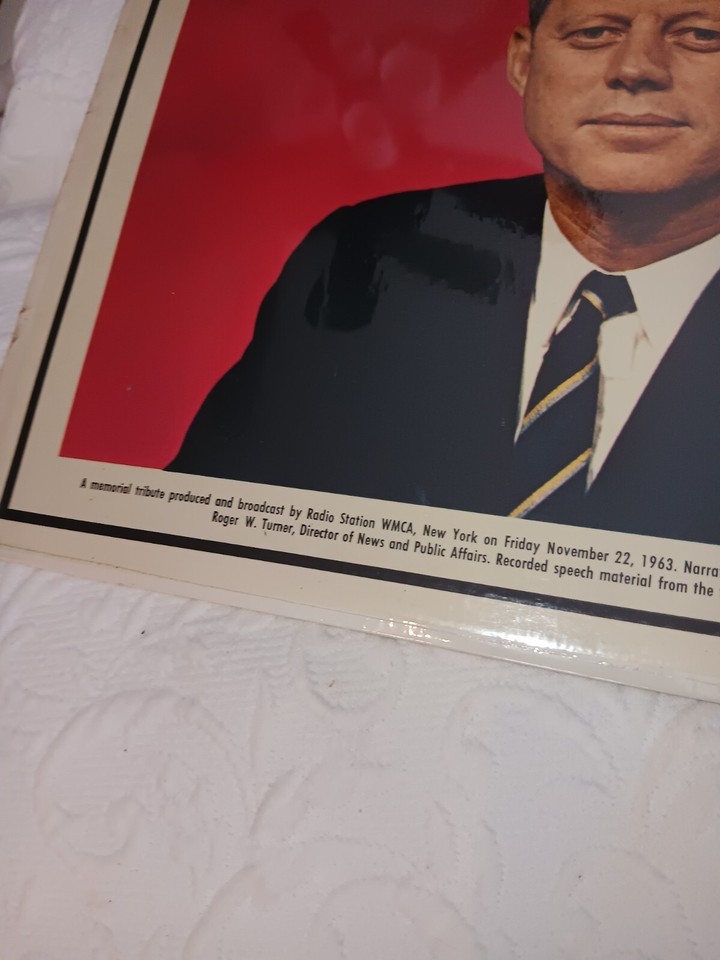 A memorial tribute produced and broadcast by Radio Station WMCA, New York on Friday November 22, 1963. Narra
Roger W. Turner, Director of News and Public Affairs. Recorded speech material from the